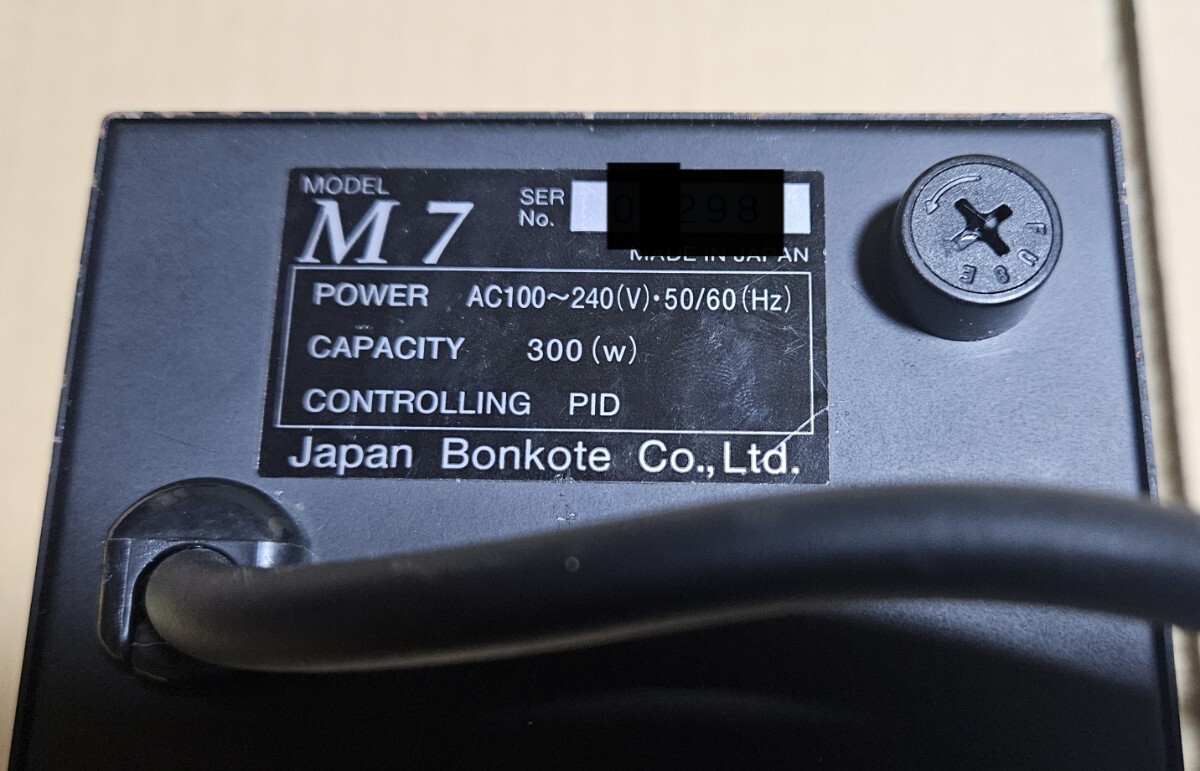 MODEL
M 7
SER
No.
MADE IN JAPAN
POWER AC100～240(V)･50/60(Hz)
CAPACITY 300(w)
CONTROLLING PID
Japan Bonkote Co.,Ltd.
FUSE